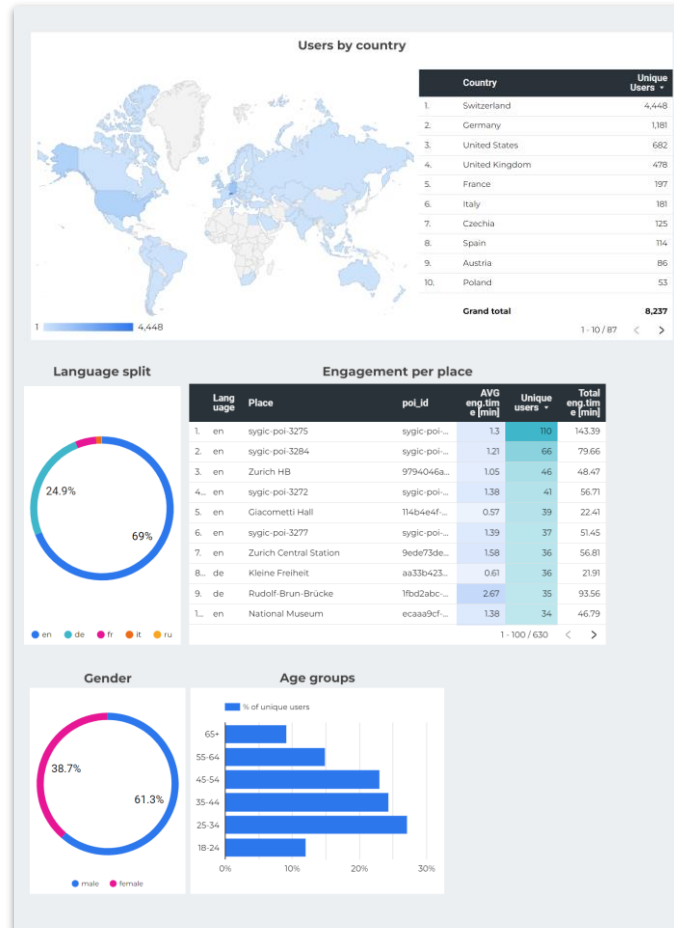 Users by country
Country Unique Users
1. Switzerland 4,448
2. Germany 1,181
3. United States 682
4. United Kingdom 478
5. France 197
6. Italy 181
7. Czechia 125
8. Spain 114
9. Austria 86
10. Poland 53
Grand total 8,237
1 4,448
1 - 10 / 87 < >
Language split
24.9%
69%
en de fr it ru
Engagement per place
Lang
uage Place poi_id AVG
eng.tim
e [min] Unique
users Total
eng.tim
e [min]
1. en sygic-poi-3275 sygic-poi-... 1.3 110 143.39
2. en sygic-poi-3284 sygic-poi-... 1.21 66 79.66
3. en Zurich HB 9794046a... 1.05 46 48.47
4... en sygic-poi-3272 sygic-poi-... 1.38 41 56.71
5. en Giacometti Hall 114b4e4f-... 0.57 39 22.41
6. en sygic-poi-3277 sygic-poi-... 1.39 37 51.45
7. en Zurich Central Station 9ede73de... 1.58 36 56.81
8... de Kleine Freiheit aa33b423... 0.61 36 21.91
9. de Rudolf-Brun-Brücke 1fbd2abc-... 2.67 35 93.56
1... en National Museum ecaaa9cf-... 1.38 34 46.79
1 - 100 / 630 < >
Gender
38.7%
61.3%
male female
Age groups
% of unique users
65+
55-64
45-54
35-44
25-34
18-24
0% 10% 20% 30%